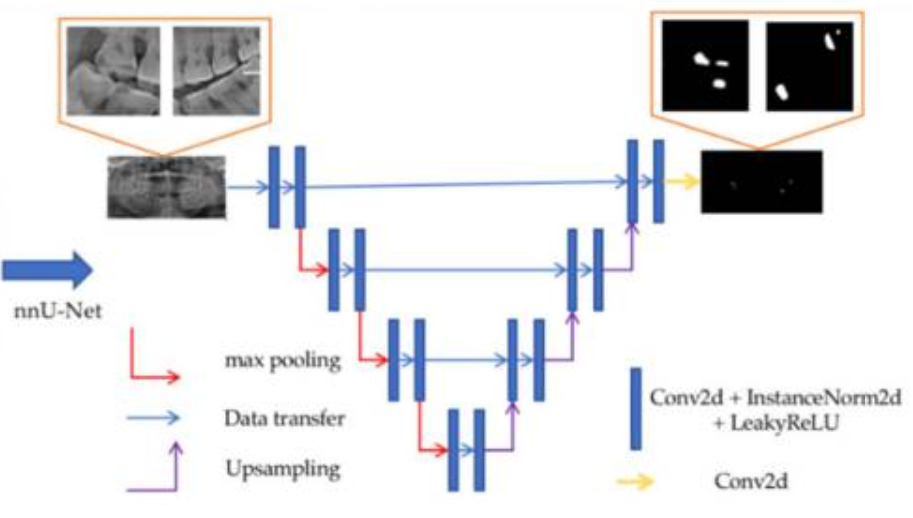 nnU-Net
max pooling
Data transfer
Upsampling
Conv2d + InstanceNorm2d
+ LeakyReLU
Conv2d